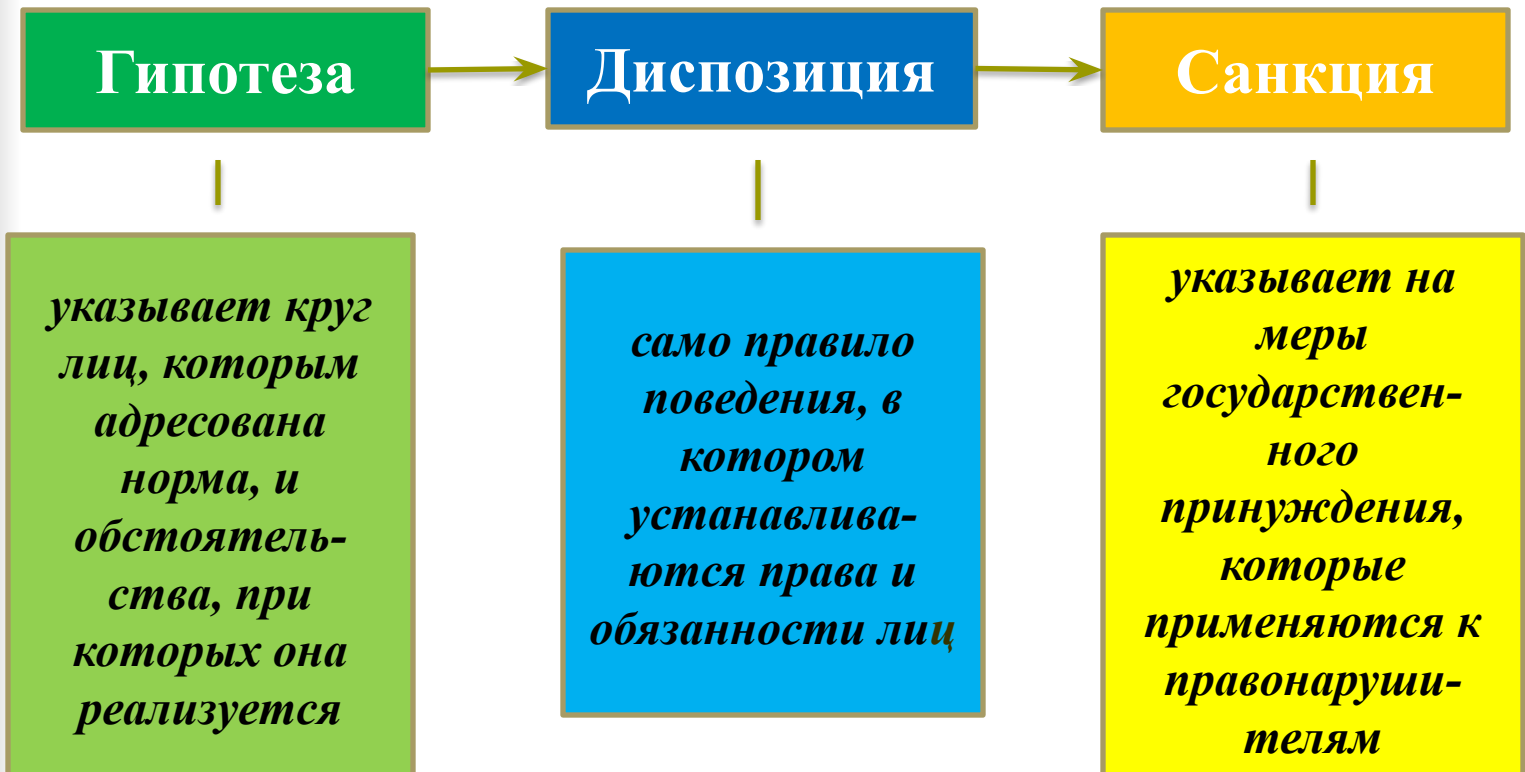 Гипотеза
Диспозиция
Санкция
указывает круг
лиц, которым
адресована
норма, и
обстоятель-
ства, при
которых она
реализуется
само правило
поведения, в
котором
устанавлива-
ются права и
обязанности лиц
указывает на
меры
государствен-
ного
принуждения,
которые
применяются к
правонаруши-
телям